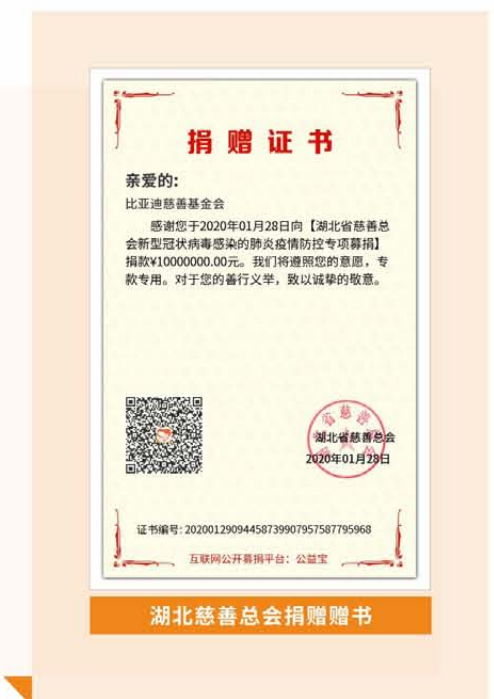 捐赠证书
亲爱的:
比亚迪慈善基金会
感谢您于2020年01月28日向【湖北省慈善总
会新型冠状病毒感染的肺炎疫情防控专项募捐】
捐款¥10000000.00元。我们将遵照您的意愿，专
款专用。对于您的善行义举，致以诚挚的敬意。
湖北省慈善总会
2020年01月28日
证书编号: 20200129094458739907957587795968
互联网公开募捐平台：公益宝
湖北慈善总会捐赠赠书